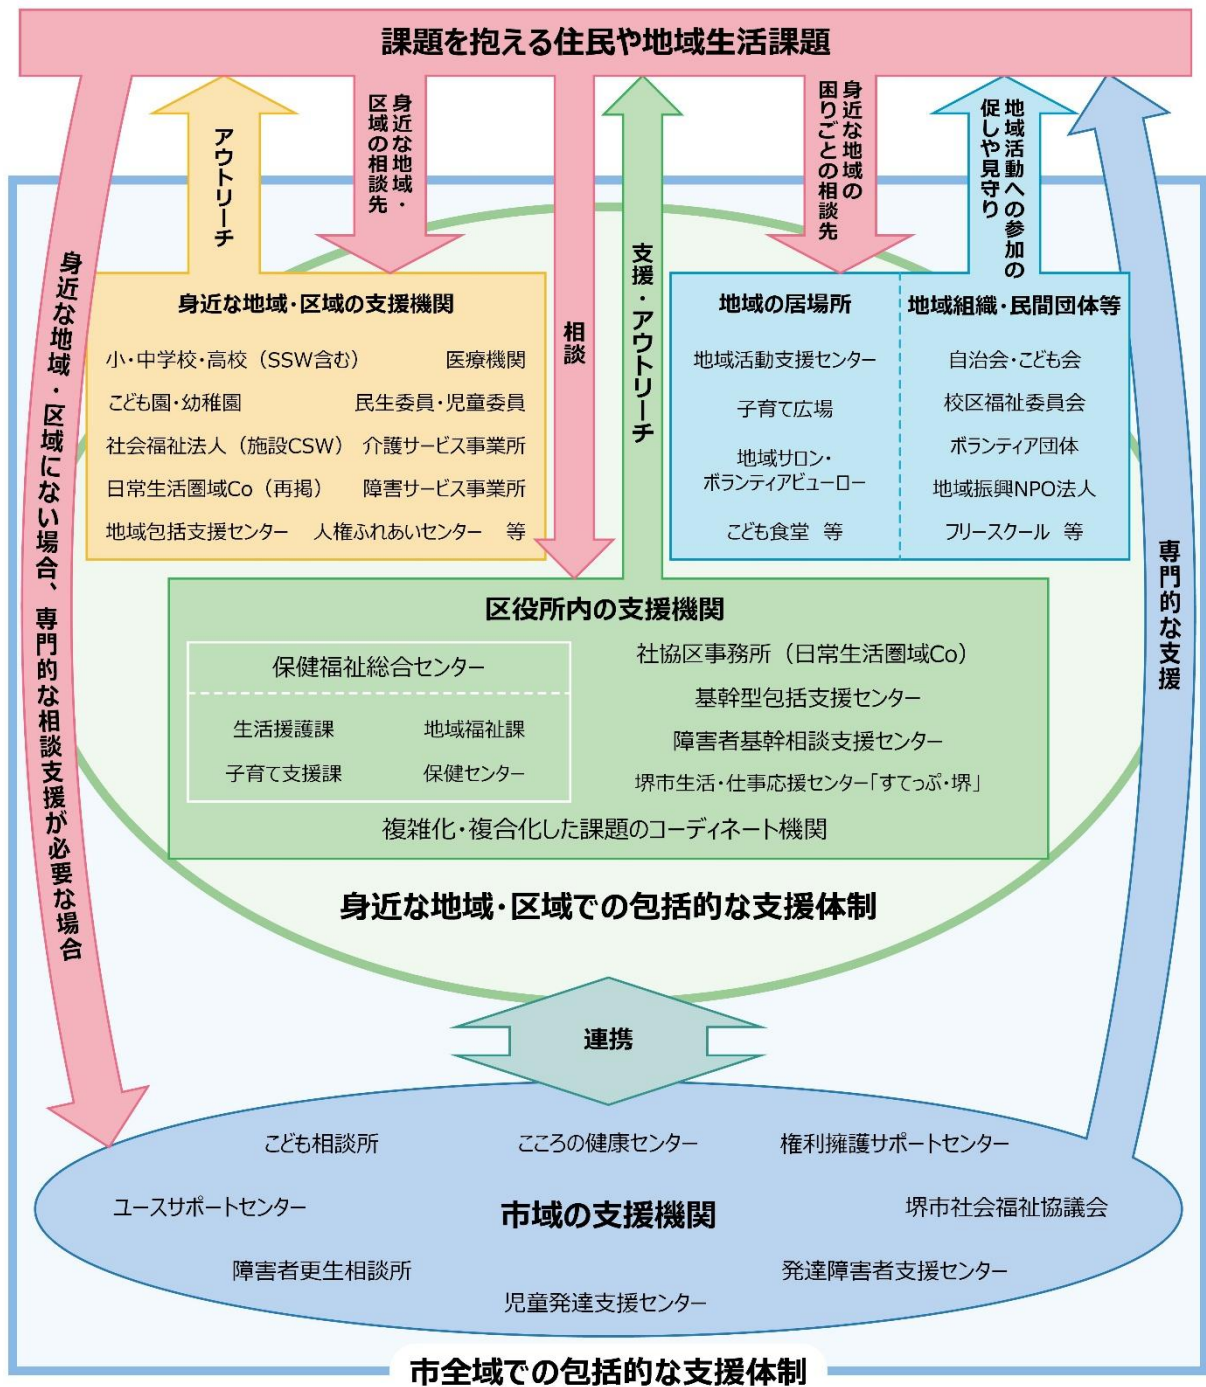 課題を抱える住民や地域生活課題
アウトリーチ
身近な地域・
区域の相談先
相談
支援・アウトリーチ
身近な地域の
困りごとの相談先
地域活動への参加の
促しや見守り
身近な地域・区域にない場合、専門的な相談支援が必要な場合
専門的な支援
身近な地域・区域の支援機関
小・中学校・高校（SSW含む） 医療機関
こども園・幼稚園 民生委員・児童委員
社会福祉法人（施設CSW） 介護サービス事業所
日常生活圏域Co（再掲） 障害サービス事業所
地域包括支援センター 人権ふれあいセンター 等
地域の居場所
地域活動支援センター
子育て広場
地域サロン・
ボランティアビューロー
こども食堂 等
地域組織・民間団体等
自治会・こども会
校区福祉委員会
ボランティア団体
地域振興NPO法人
フリースクール 等
区役所内の支援機関
保健福祉総合センター
生活援護課 地域福祉課
子育て支援課 保健センター
社協区事務所（日常生活圏域Co）
基幹型包括支援センター
障害者基幹相談支援センター
堺市生活・仕事応援センター「すてっぷ・堺」
複雑化・複合化した課題のコーディネート機関
身近な地域・区域での包括的な支援体制
連携
こども相談所 こころの健康センター 権利擁護サポートセンター
ユースサポートセンター 市域の支援機関 堺市社会福祉協議会
障害者更生相談所 発達障害者支援センター
児童発達支援センター
市全域での包括的な支援体制